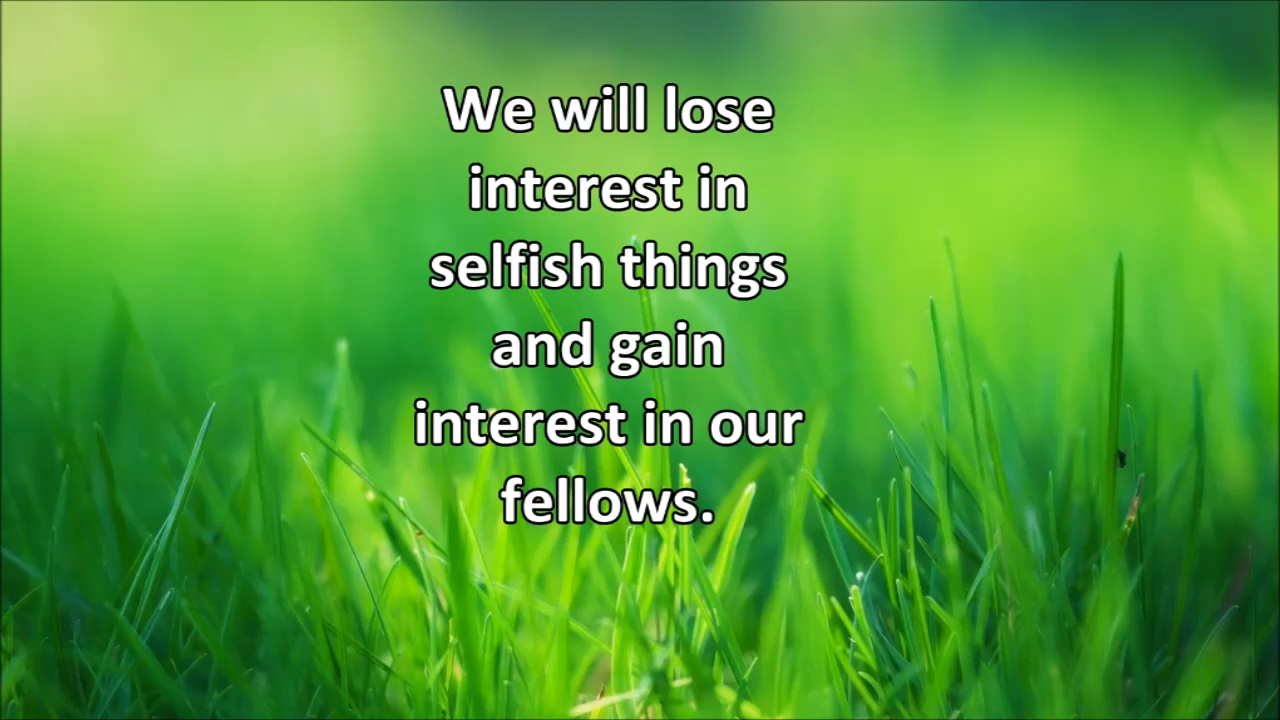 We will lose
interest in
selfish things
and gain
interest in our
fellows.